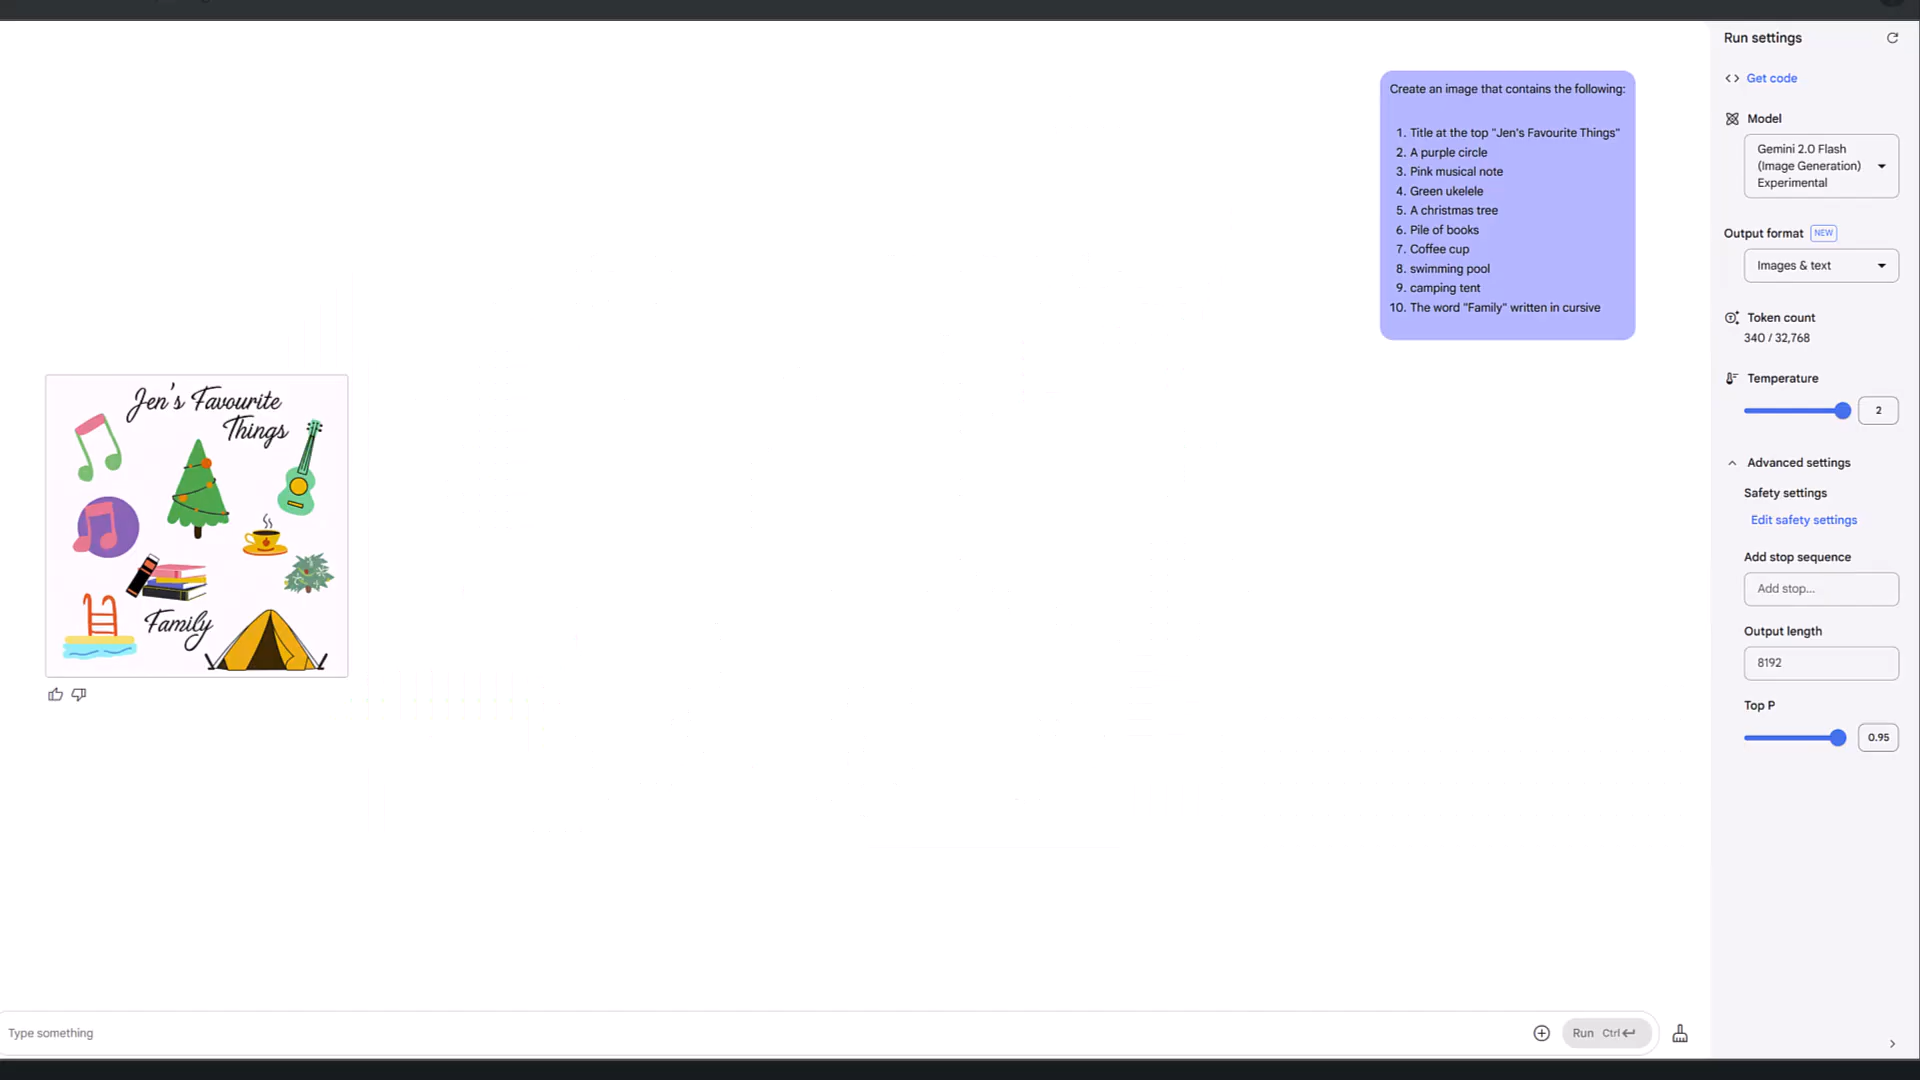 Create an image that contains the following:
1. Title at the top "Jen's Favourite Things"
2. A purple circle
3. Pink musical note
4. Green ukelele
5. A christmas tree
6. Pile of books
7. Coffee cup
8. swimming pool
9. camping tent
10. The word "Family" written in cursive
Jen's Favourite
Things
Family
Type something
Run Ctrl
Run settings
Get code
Model
Gemini 2.0 Flash
(Image Generation)
Experimental
Output format NEW
Images & text
Token count
340 / 32,768
Temperature
2
Advanced settings
Safety settings
Edit safety settings
Add stop sequence
Add stop...
Output length
8192
Top P
0.95